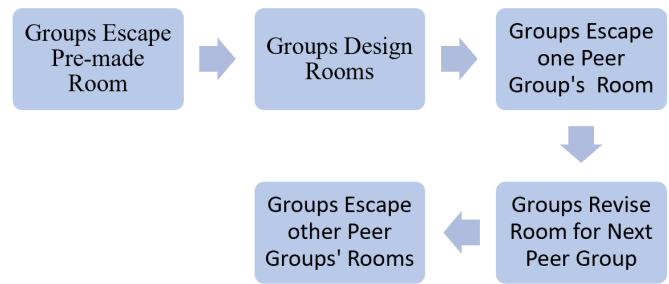 Groups Escape
Pre-made
Room
Groups Design
Rooms
Groups Escape
one Peer
Group's Room
Groups Revise
Room for Next
Peer Group
Groups Escape
other Peer
Groups' Rooms